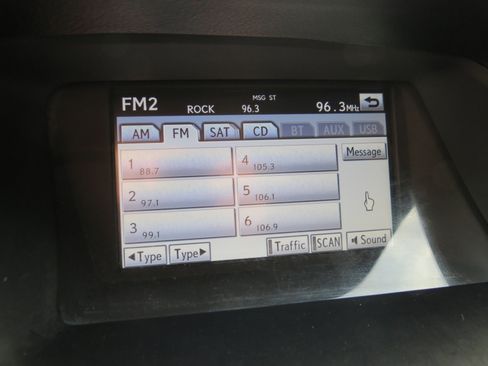 MSG ST
FM2 ROCK 96.3 96.3MHz
AM FM SAT CD BT AUX USB
1 88.7 4 105.3 Message
2 97.1 5 106.1
3 99.1 6 106.9
Type Type Traffic SCAN Sound